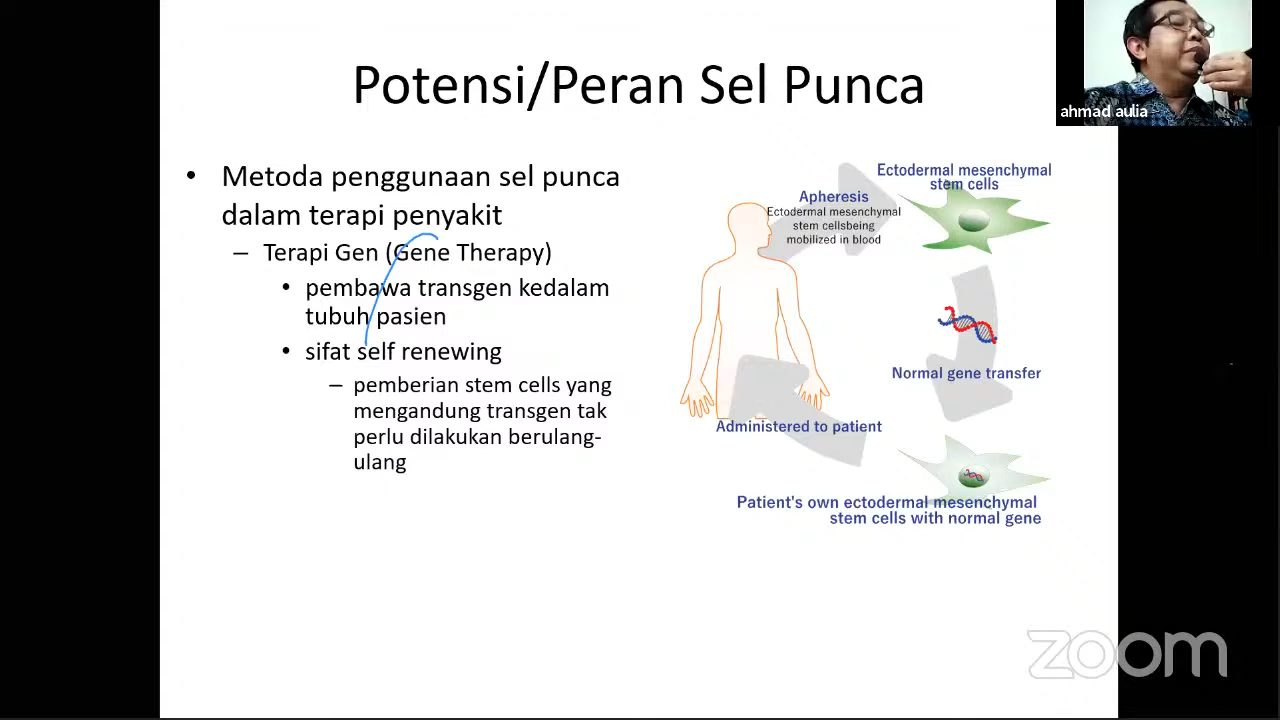 Potensi/Peran Sel Punca
ahmad aulia
• Metoda penggunaan sel punca
dalam terapi penyakit
– Terapi Gen (Gene Therapy)
• pembawa transgen kedalam
tubuh pasien
• sifat self renewing
– pemberian stem cells yang
mengandung transgen tak
perlu dilakukan berulang-
ulang
Ectodermal mesenchymal
stem cells
Apheresis
Ectodermal mesenchymal
stem cellsbeing
mobilized in blood
Normal gene transfer
Administered to patient
Patient's own ectodermal mesenchymal
stem cells with normal gene
zoom